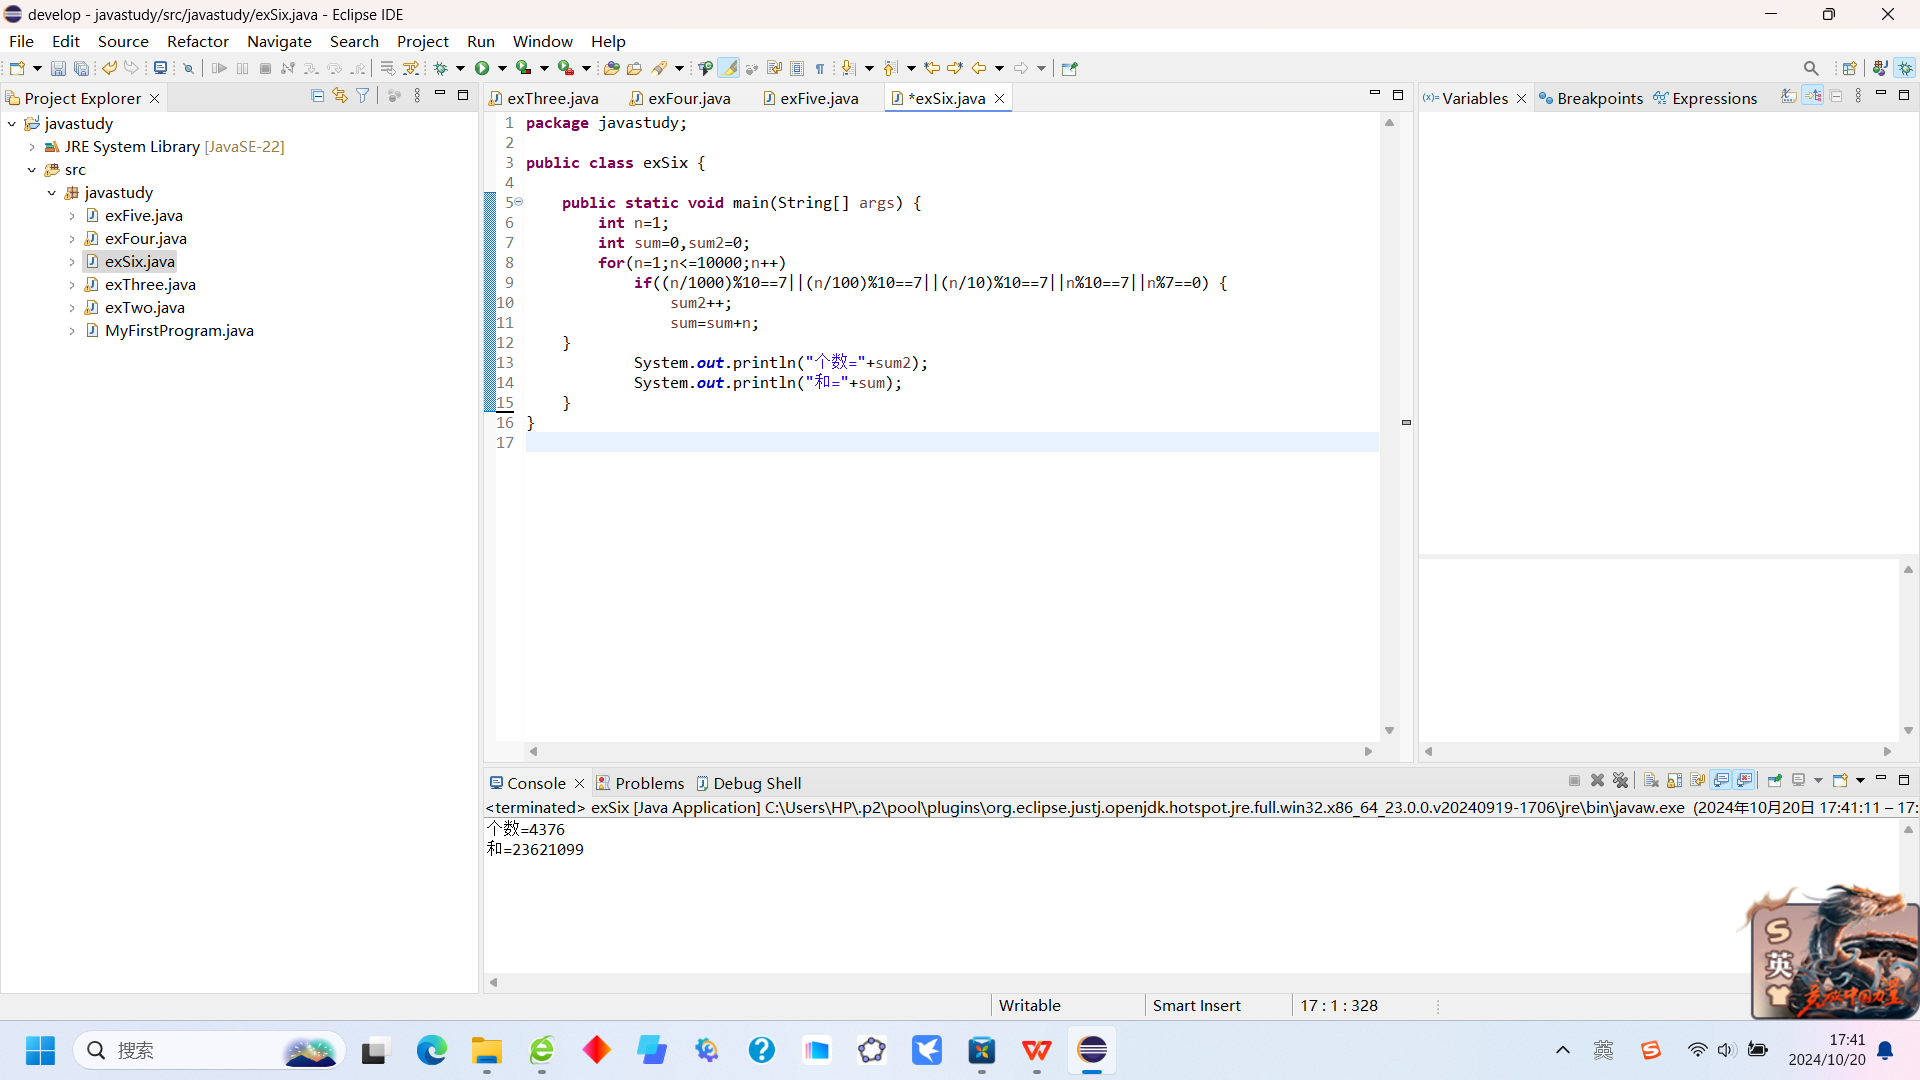 develop - javastudy/src/javastudy/exSix.java - Eclipse IDE
File Edit Source Refactor Navigate Search Project Run Window Help
Project Explorer
javastudy
JRE System Library [JavaSE-22]
src
javastudy
exFive.java
exFour.java
exSix.java
exThree.java
exTwo.java
MyFirstProgram.java
exThree.java exFour.java exFive.java *exSix.java
1 package javastudy;
2
3 public class exSix {
4
5 public static void main(String[] args) {
6 int n=1;
7 int sum=0,sum2=0;
8 for(n=1;n<=10000;n++)
9 if((n/1000)%10==7||(n/100)%10==7||(n/10)%10==7||n%10==7||n%7==0) {
10 sum2++;
11 sum=sum+n;
12 }
13 System.out.println("个数="+sum2);
14 System.out.println("和="+sum);
15 }
16 }
17
(x)= Variables Breakpoints Expressions
Console Problems Debug Shell
<terminated> exSix [Java Application] C:\Users\HP\.p2\pool\plugins\org.eclipse.justj.openjdk.hotspot.jre.full.win32.x86_64_23.0.0.v20240919-1706\jre\bin\javaw.exe (2024年10月20日 17:41:11 – 17:
个数=4376
和=23621099
S
英
Writable Smart Insert 17 : 1 : 328
搜索
英
17:41
2024/10/20